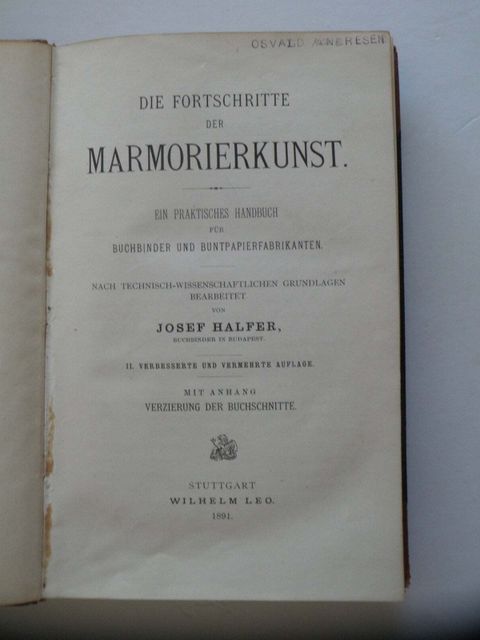 OSVALD ANDRESEN
DIE FORTSCHRITTE
DER
MARMORIERKUNST.
EIN PRAKTISCHES HANDBUCH
FÜR
BUCHBINDER UND BUNTPAPIERFABRIKANTEN.
NACH TECHNISCH-WISSENSCHAFTLICHEN GRUNDLAGEN
BEARBEITET
VON
JOSEF HALFER,
BUCHBINDER IN BUDAPEST.
II. VERBESSERTE UND VERMEHRTE AUFLAGE.
MIT ANHANG
VERZIERUNG DER BUCHSCHNITTE.
STUTTGART
WILHELM LEO.
1891.